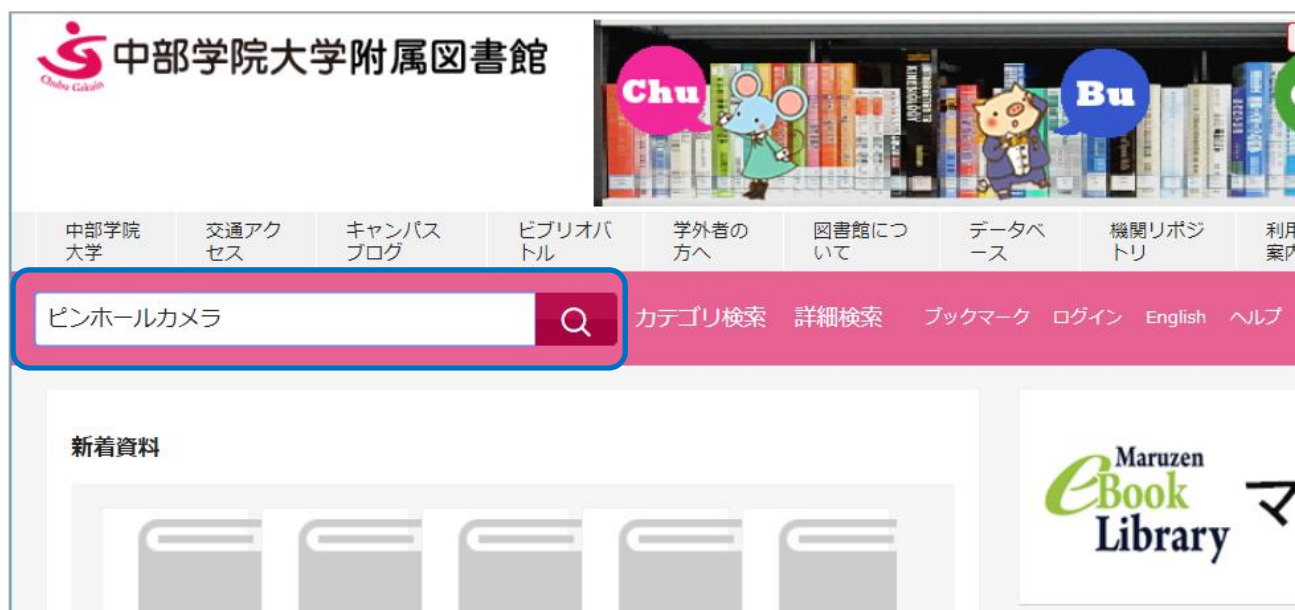 中部学院大学附属図書館
Chubu Gakuin
Chu
Bu
KINESIOLOGY
中部学院
大学
交通アク
セス
キャンパス
ブログ
ビブリオバ
トル
学外者の
方へ
図書館につ
いて
データベ
ース
機関リポジ
トリ
利用
案内
ピンホールカメラ
カテゴリ検索 詳細検索 ブックマーク ログイン English ヘルプ
新着資料
Maruzen
eBook
Library
マ